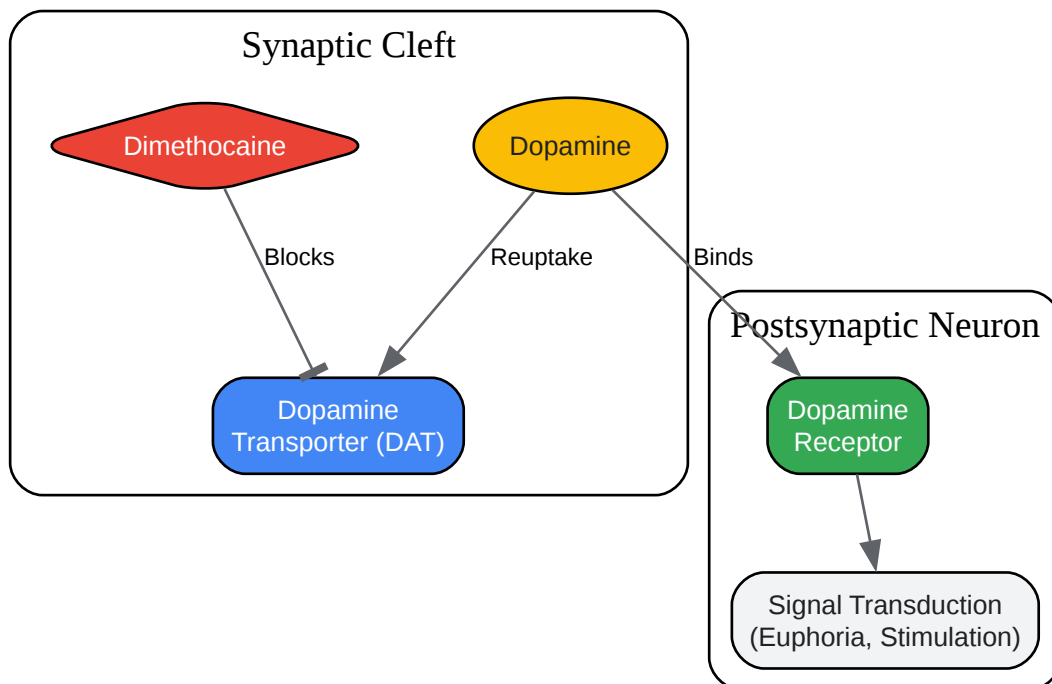 Synaptic Cleft
Dimethocaine
Dopamine
Blocks
Reuptake
Binds
Postsynaptic Neuron
Dopamine
Transporter (DAT)
Dopamine
Receptor
Signal Transduction
(Euphoria, Stimulation)